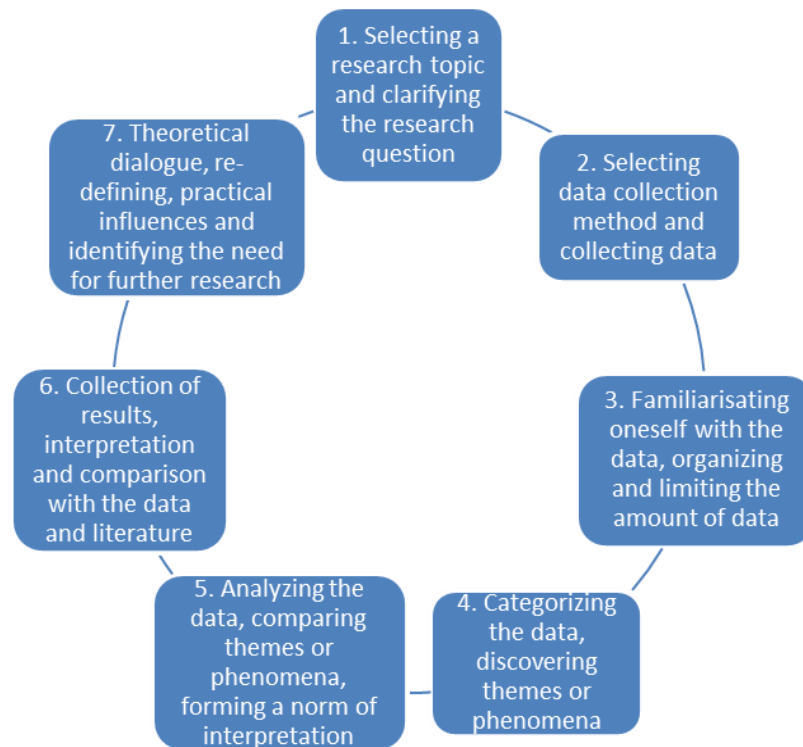 1. Selecting a
research topic
and clarifying
the research
question
2. Selecting
data collection
method and
collecting data
3. Familiarisating
oneself with the
data, organizing
and limiting the
amount of data
4. Categorizing
the data,
discovering
themes or
phenomena
5. Analyzing the
data, comparing
themes or
phenomena,
forming a norm of
interpretation
6. Collection of
results,
interpretation
and comparison
with the data
and literature
7. Theoretical
dialogue, re-
defining, practical
influences and
identifying the need
for further research